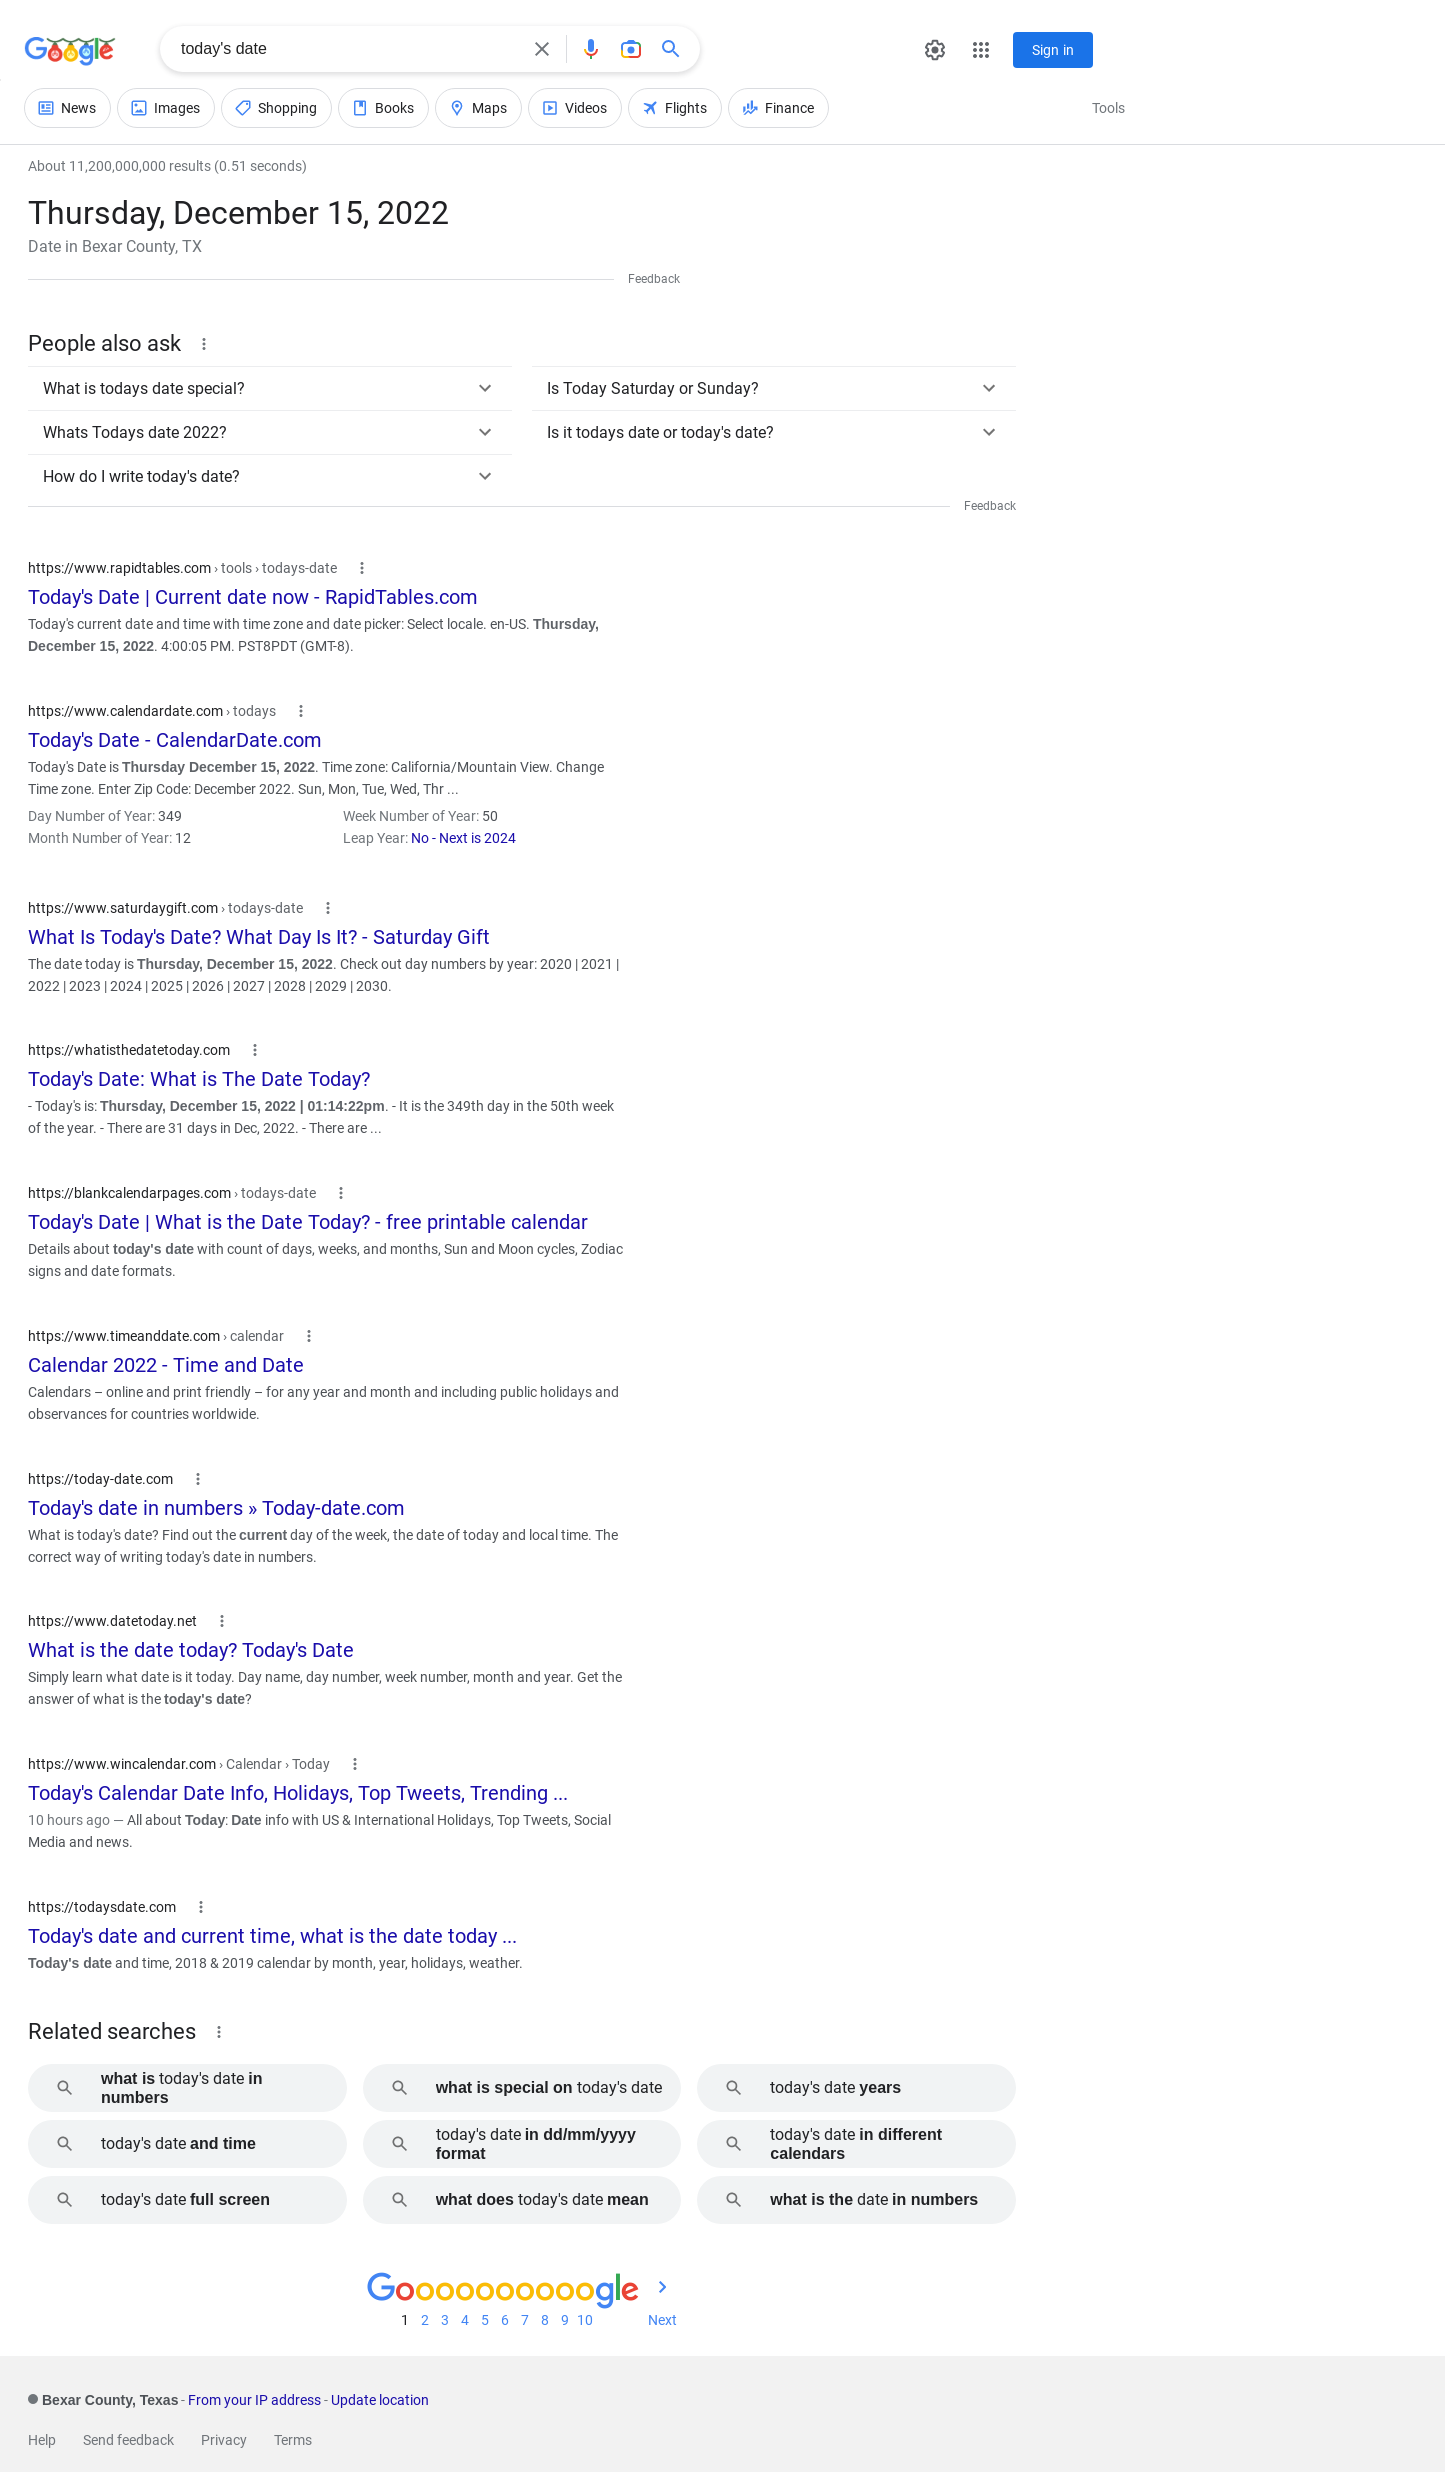 Google
today's date
Sign in
News
Images
Shopping
Books
Maps
Videos
Flights
Finance
Tools
About 11,200,000,000 results (0.51 seconds)
Thursday, December 15, 2022
Date in Bexar County, TX
Feedback
People also ask
What is todays date special?
Is Today Saturday or Sunday?
Whats Todays date 2022?
Is it todays date or today's date?
How do I write today's date?
Feedback
https://www.rapidtables.com › tools › todays-date
Today's Date | Current date now - RapidTables.com
Today's current date and time with time zone and date picker: Select locale. en-US. Thursday,
December 15, 2022. 4:00:05 PM. PST8PDT (GMT-8).
https://www.calendardate.com › todays
Today's Date - CalendarDate.com
Today's Date is Thursday December 15, 2022. Time zone: California/Mountain View. Change
Time zone. Enter Zip Code: December 2022. Sun, Mon, Tue, Wed, Thr ...
Day Number of Year: 349
Week Number of Year: 50
Month Number of Year: 12
Leap Year: No - Next is 2024
https://www.saturdaygift.com › todays-date
What Is Today's Date? What Day Is It? - Saturday Gift
The date today is Thursday, December 15, 2022. Check out day numbers by year: 2020 | 2021 |
2022 | 2023 | 2024 | 2025 | 2026 | 2027 | 2028 | 2029 | 2030.
https://whatisthedatetoday.com
Today's Date: What is The Date Today?
- Today's is: Thursday, December 15, 2022 | 01:14:22pm. - It is the 349th day in the 50th week
of the year. - There are 31 days in Dec, 2022. - There are ...
https://blankcalendarpages.com › todays-date
Today's Date | What is the Date Today? - free printable calendar
Details about today's date with count of days, weeks, and months, Sun and Moon cycles, Zodiac
signs and date formats.
https://www.timeanddate.com › calendar
Calendar 2022 - Time and Date
Calendars – online and print friendly – for any year and month and including public holidays and
observances for countries worldwide.
https://today-date.com
Today's date in numbers » Today-date.com
What is today's date? Find out the current day of the week, the date of today and local time. The
correct way of writing today's date in numbers.
https://www.datetoday.net
What is the date today? Today's Date
Simply learn what date is it today. Day name, day number, week number, month and year. Get the
answer of what is the today's date?
https://www.wincalendar.com › Calendar › Today
Today's Calendar Date Info, Holidays, Top Tweets, Trending ...
10 hours ago — All about Today: Date info with US & International Holidays, Top Tweets, Social
Media and news.
https://todaysdate.com
Today's date and current time, what is the date today ...
Today's date and time, 2018 & 2019 calendar by month, year, holidays, weather.
Related searches
what is today's date in
numbers
what is special on today's date
today's date years
today's date and time
today's date in dd/mm/yyyy
format
today's date in different
calendars
today's date full screen
what does today's date mean
what is the date in numbers
Goooooooooogle
1 2 3 4 5 6 7 8 9 10 Next
Bexar County, Texas - From your IP address - Update location
Help Send feedback Privacy Terms